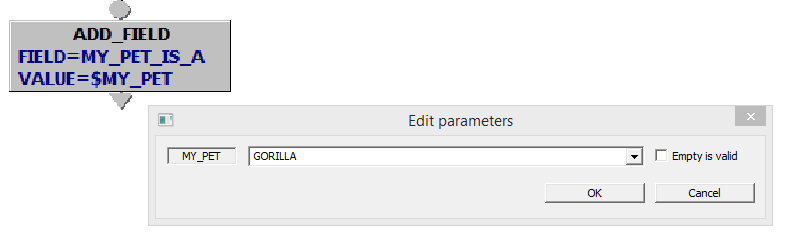 ADD_FIELD
FIELD=MY_PET_IS_A
VALUE=$MY_PET
Edit parameters
MY_PET GORILLA Empty is valid
OK Cancel